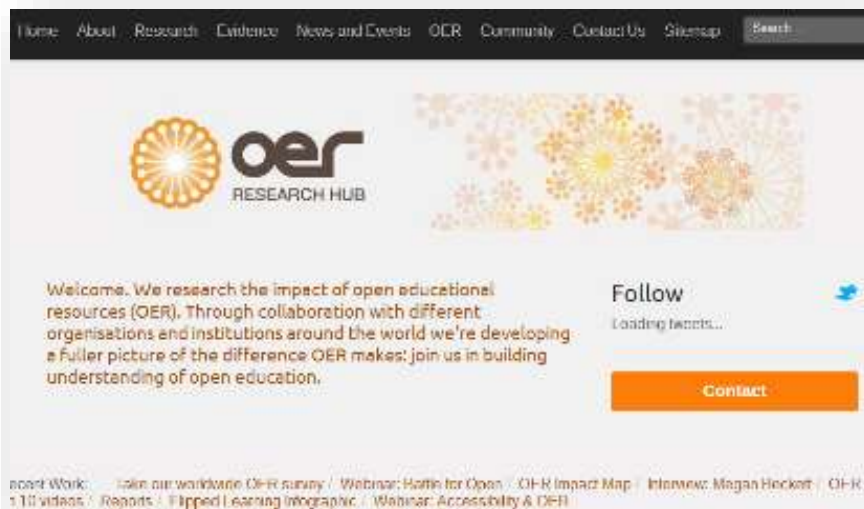 Home About Research Evidence News and Events OER Community Contact Us Sitemap Search
oer
RESEARCH HUB
Welcome. We research the impact of open educational
resources (OER). Through collaboration with different
organisations and institutions around the world we're developing
a fuller picture of the difference OER makes: join us in building
understanding of open education.
Follow
Loading tweets...
Contact
ecent Work: Take our worldwide OER survey / Webinar: Battle for Open / OER Impact Map / Interview: Megan Beckett / OER
10 videos / Reports / Flipped Learning Infographic / Webinar: Accessibility & OER